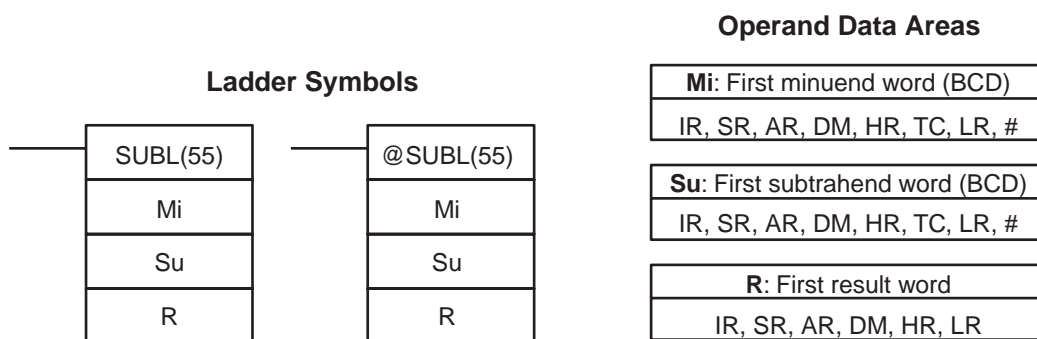 Operand Data Areas
Ladder Symbols
Mi: First minuend word (BCD)
IR, SR, AR, DM, HR, TC, LR, #
SUBL(55)
Mi
Su
R
@SUBL(55)
Mi
Su
R
Su: First subtrahend word (BCD)
IR, SR, AR, DM, HR, TC, LR, #
R: First result word
IR, SR, AR, DM, HR, LR